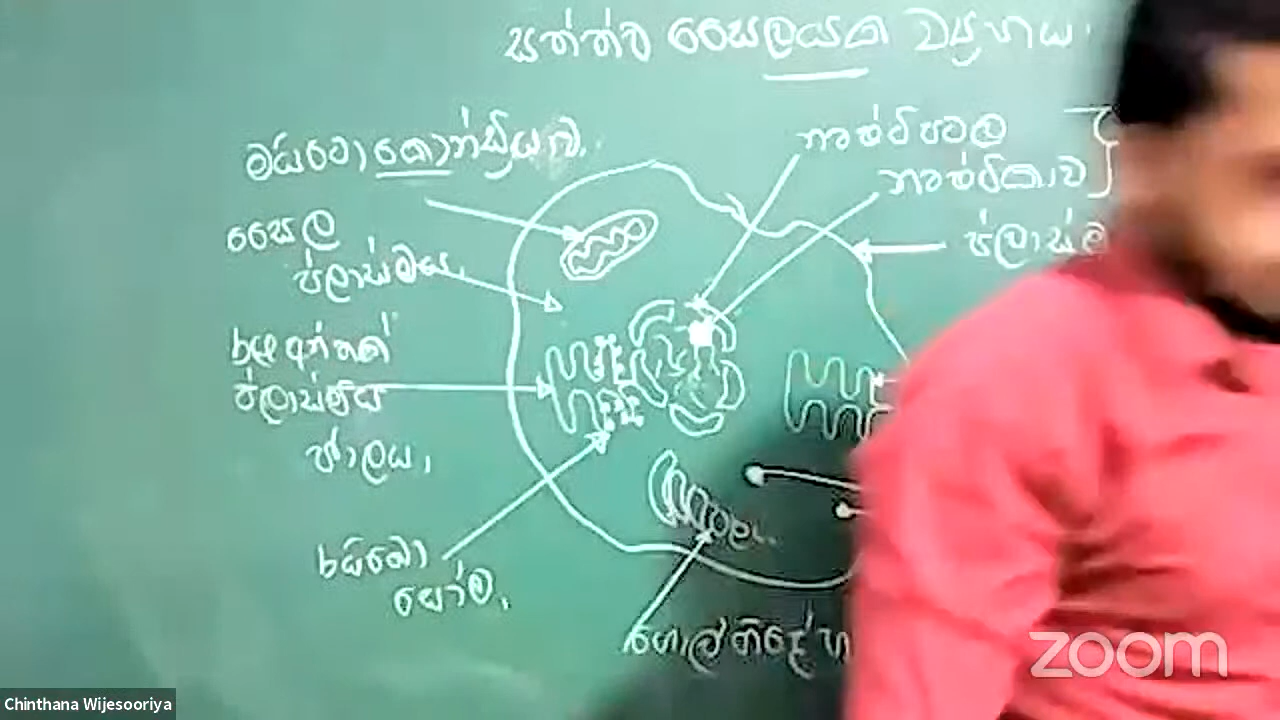 සත්ත්ව සෛලයක ව්‍යුහය.
මයිටොකොන්ඩ්‍රියාව.
න්‍යෂ්ටි පටලය
න්‍යෂ්ටිකාව
සෛල
ප්ලාස්මය.
ප්ලාස්ම
රළු අන්තඃ
ප්ලාස්මීය
ජාලය.
රයිබො
සෝම.
ගොල්ගිදේහ
zoom
Chinthana Wijesooriya